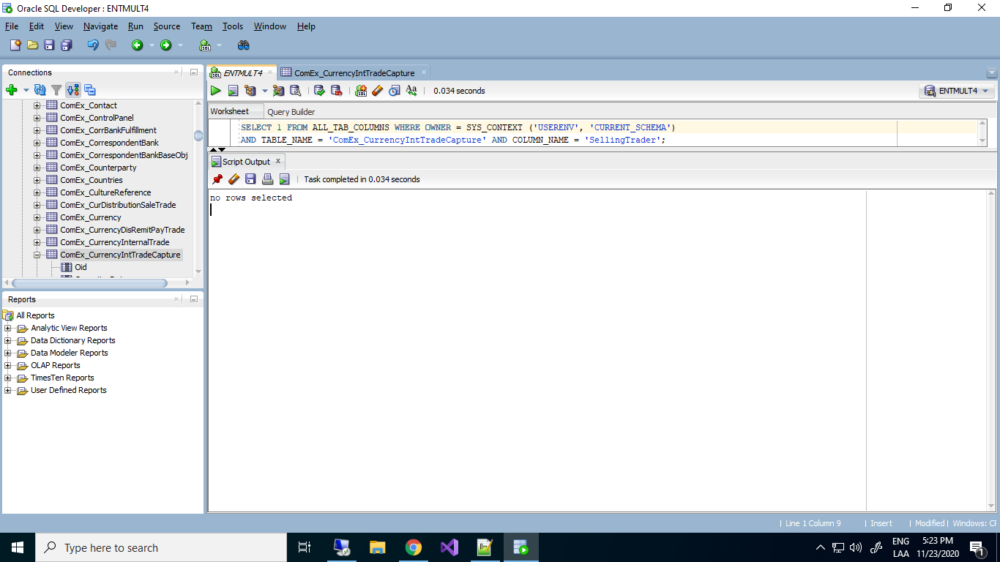 Oracle SQL Developer : ENTMULT4
File Edit View Navigate Run Source Team Tools Window Help
Connections
ComEx_Contact
ComEx_ControlPanel
ComEx_CorrBankFulfillment
ComEx_CorrespondentBank
ComEx_CorrespondentBankBaseObj
ComEx_Counterparty
ComEx_Countries
ComEx_CultureReference
ComEx_CurDistributionSaleTrade
ComEx_Currency
ComEx_CurrencyDisRemitPayTrade
ComEx_CurrencyInternalTrade
ComEx_CurrencyIntTradeCapture
Oid
Reports
All Reports
Analytic View Reports
Data Dictionary Reports
Data Modeler Reports
OLAP Reports
TimesTen Reports
User Defined Reports
ENTMULT4 ComEx_CurrencyIntTradeCapture
0.034 seconds ENTMULT4
Worksheet Query Builder
SELECT 1 FROM ALL_TAB_COLUMNS WHERE OWNER = SYS_CONTEXT ('USERENV', 'CURRENT_SCHEMA')
AND TABLE_NAME = 'ComEx_CurrencyIntTradeCapture' AND COLUMN_NAME = 'SellingTrader';
Script Output x
Task completed in 0.034 seconds
no rows selected
| Line 1 Column 9 | Insert | Modified | Windows:
Type here to search
ENG 5:23 PM
LAA 11/23/2020 1